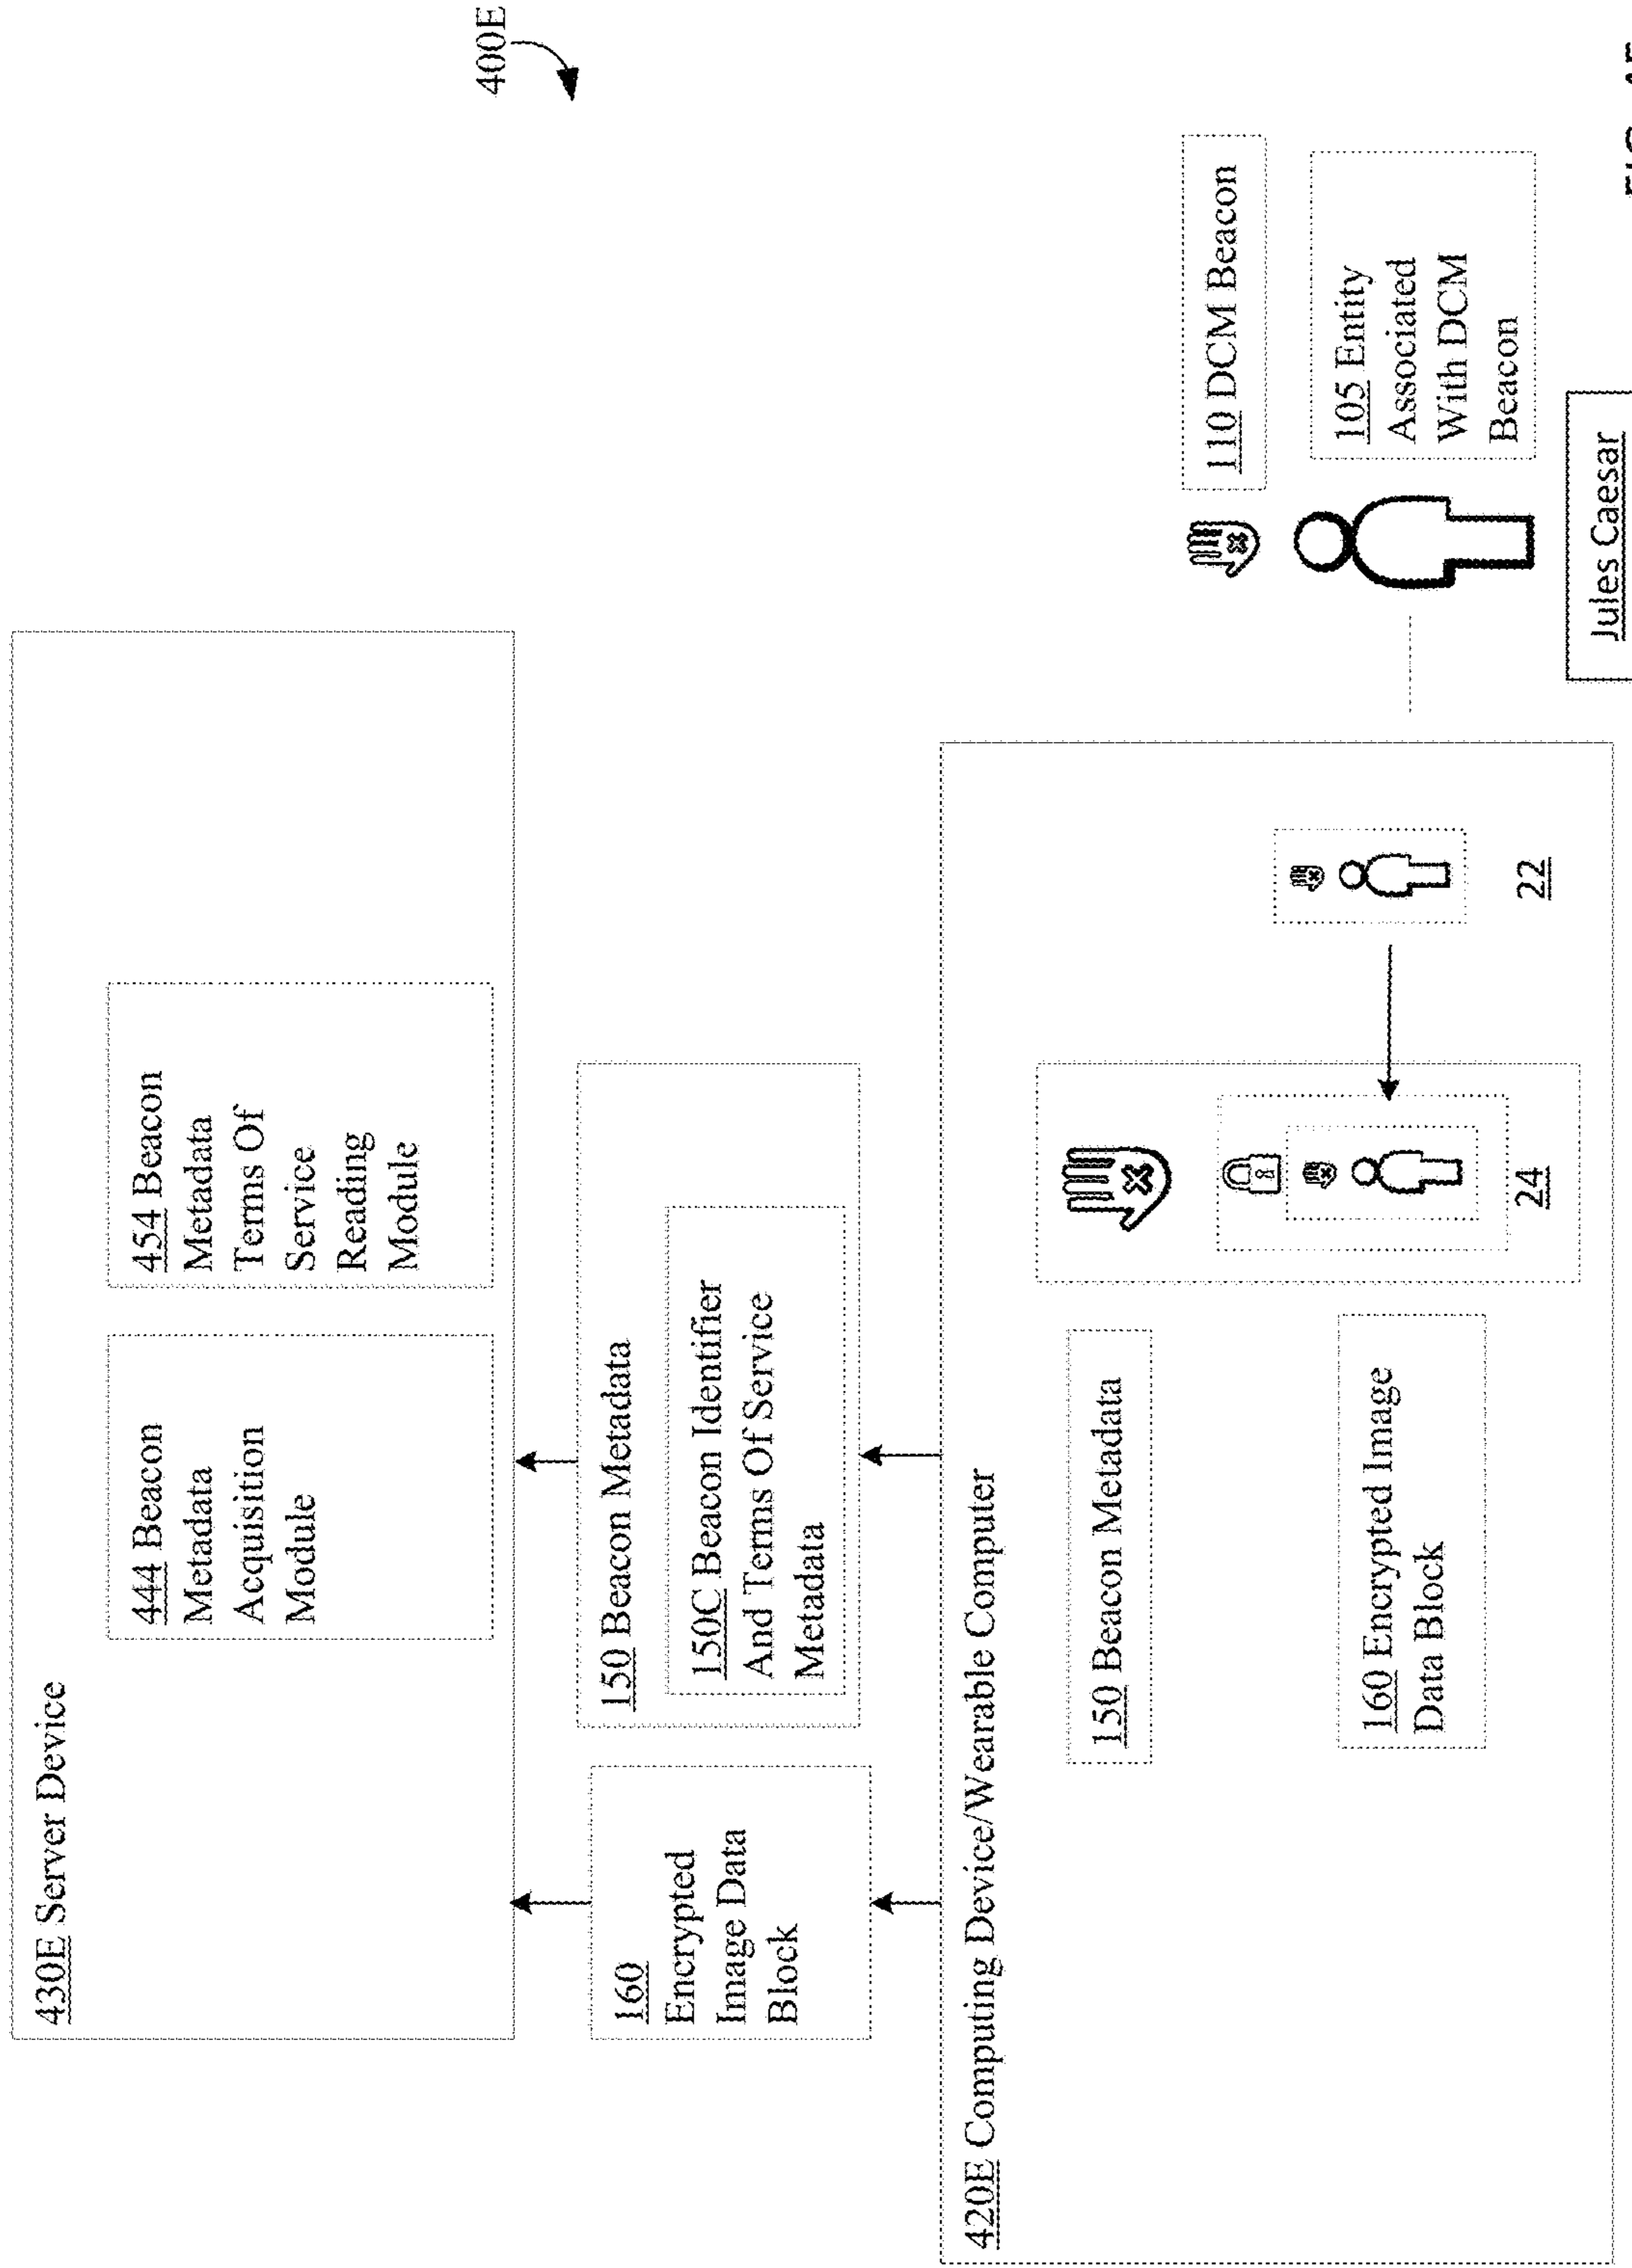 400E
430E Server Device
444 Beacon
Metadata
Acquisition
Module
454 Beacon
Metadata
Terms Of
Service
Reading
Module
160
Encrypted
Image Data
Block
150 Beacon Metadata
150C Beacon Identifier
And Terms Of Service
Metadata
420E Computing Device/Wearable Computer
150 Beacon Metadata
160 Encrypted Image
Data Block
24
22
110 DCM Beacon
105 Entity
Associated
With DCM
Beacon
Jules Caesar